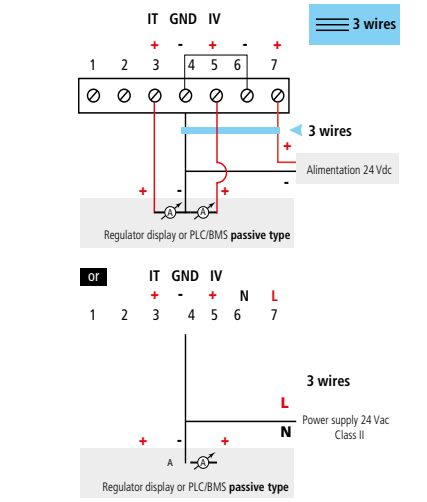 IT GND IV
3 wires
+ - + - +
1 2 3 4 5 6 7
3 wires
+
Alimentation 24 Vdc
-
+ - +
A A
Regulator display or PLC/BMS passive type
or
IT GND IV
+ - + N L
1 2 3 4 5 6 7
3 wires
L
Power supply 24 Vac
N
Class II
+ - +
A A
Regulator display or PLC/BMS passive type